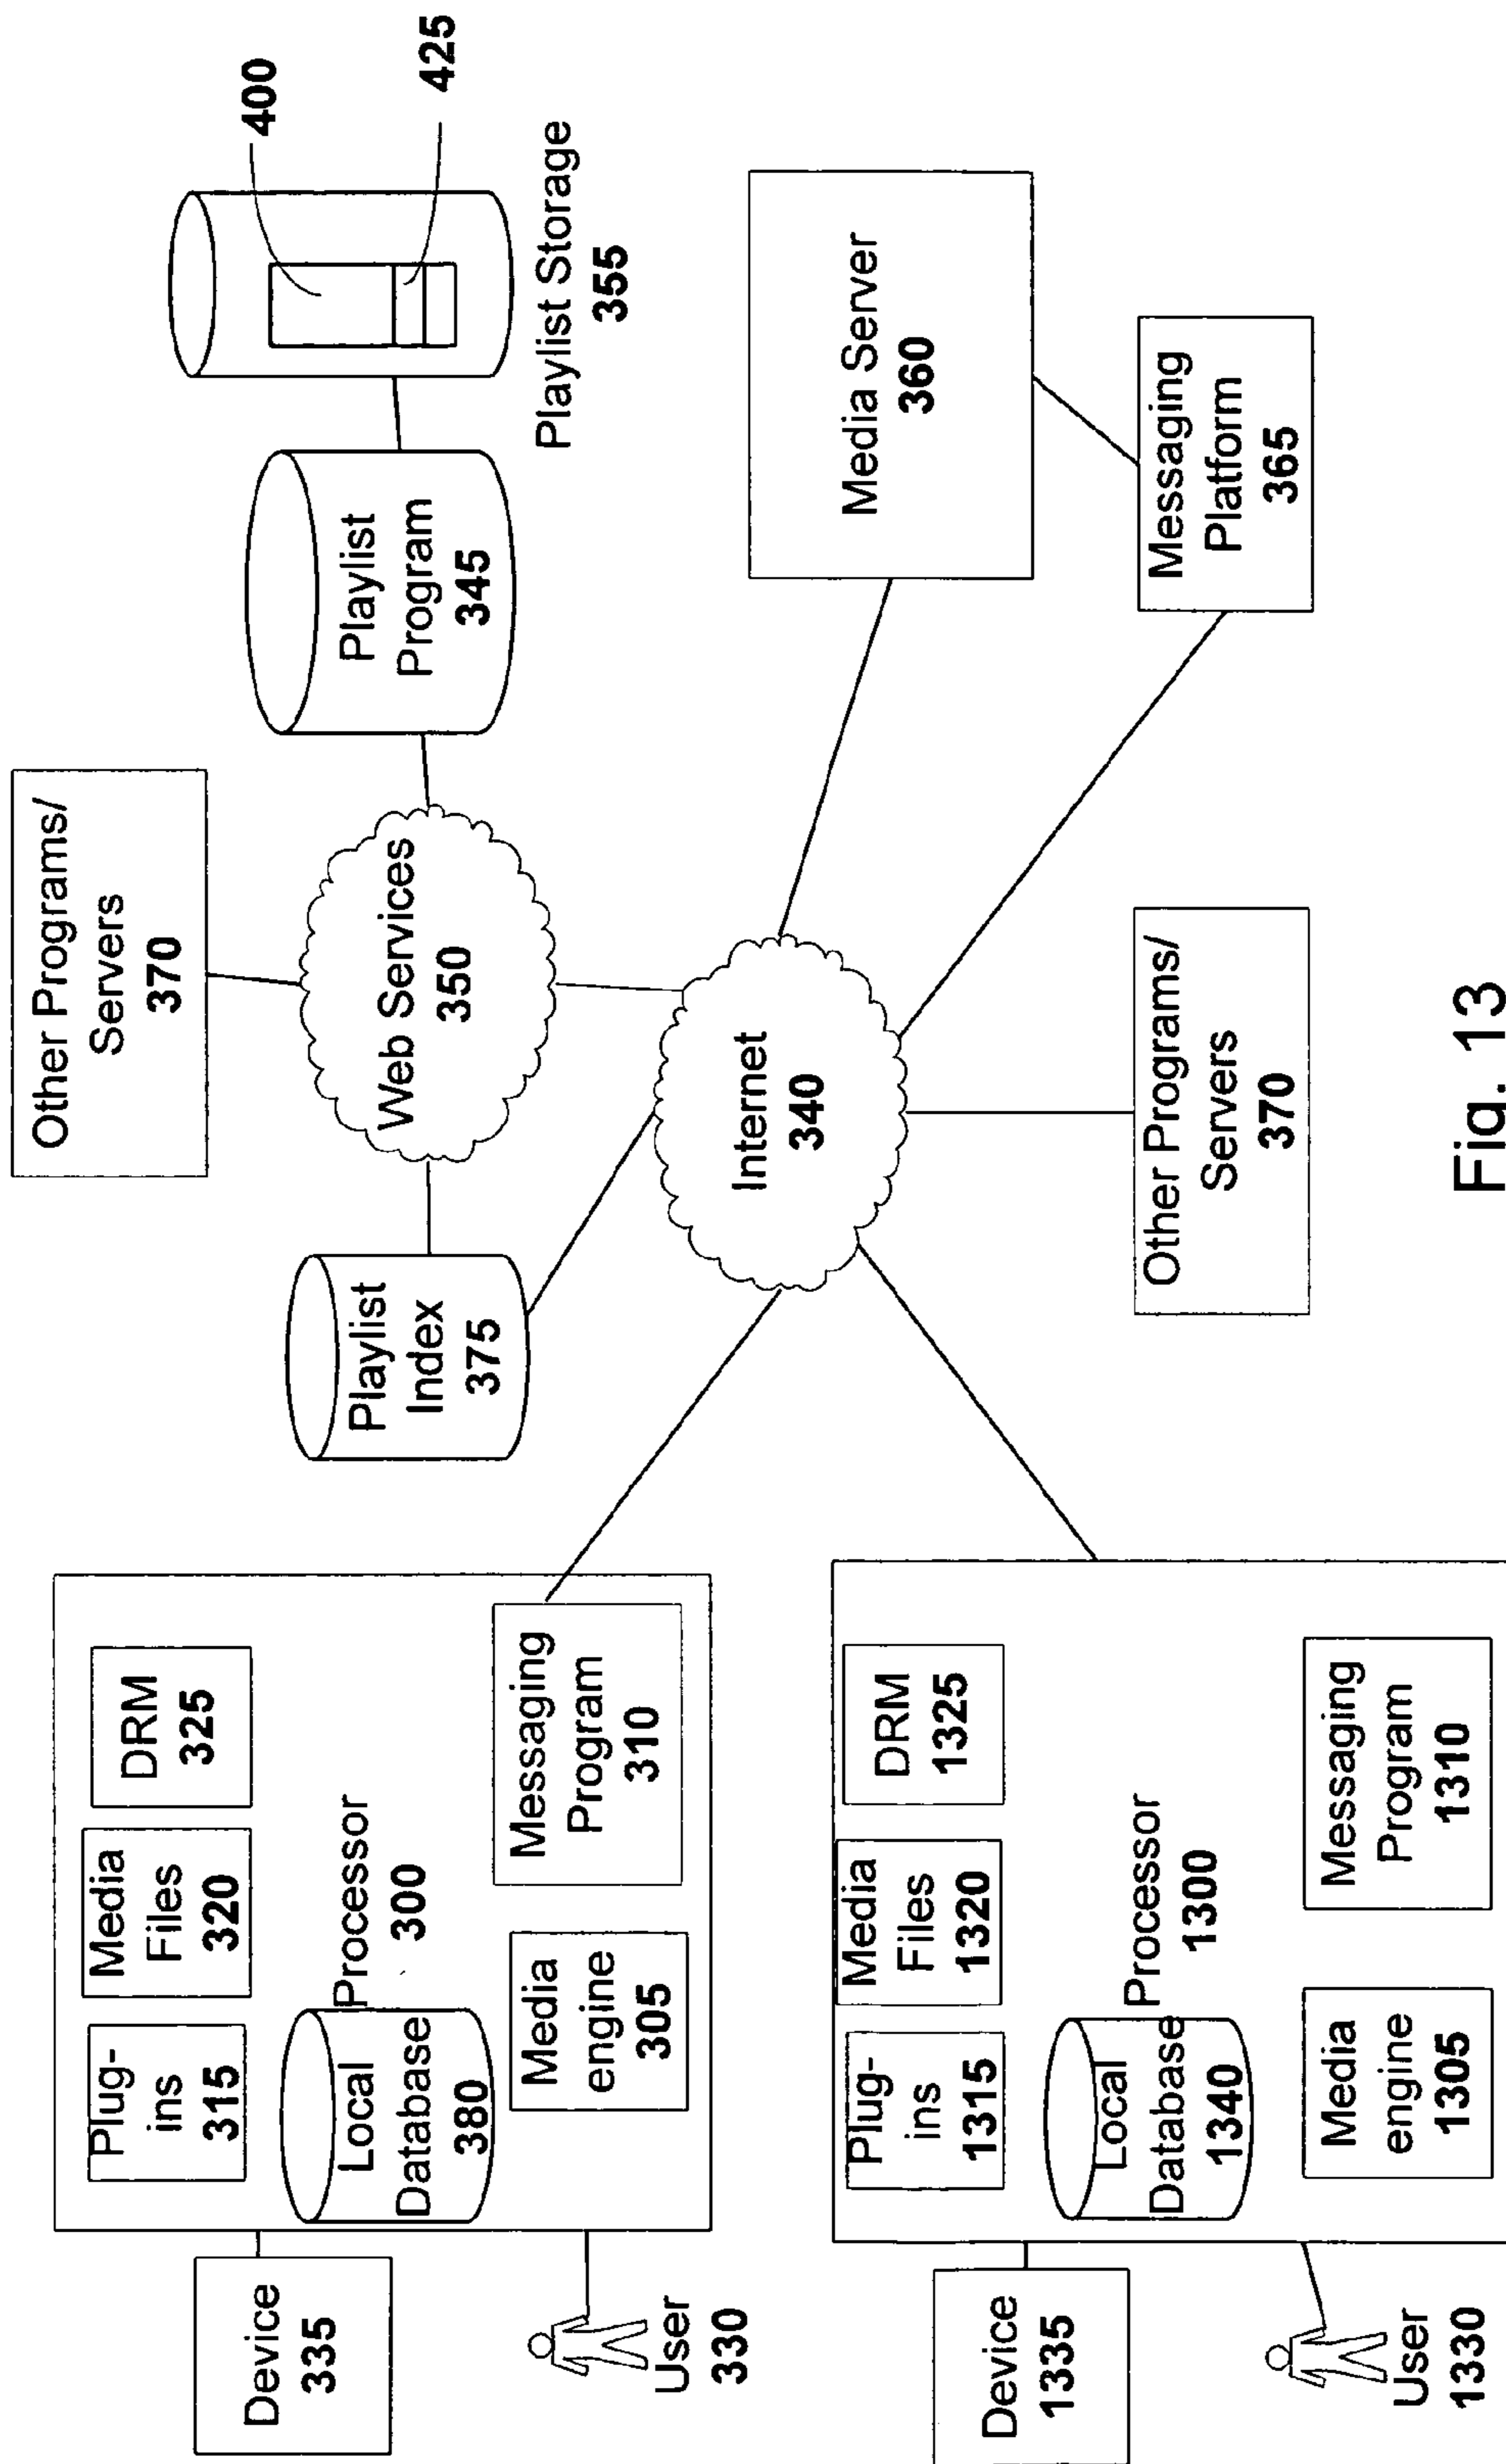 Other Programs/
Servers
370
400
425
Playlist Storage
355
Playlist
Program
345
Web Services
350
Playlist
Index
375
Internet
340
Media Server
360
Messaging
Platform
365
Other Programs/
Servers
370
Device
335
User
330
Plug-
ins
315
Media
Files
320
DRM
325
Processor
300
Local
Database
380
Media
engine
305
Messaging
Program
310
Device
1335
User
1330
Plug-
ins
1315
Media
Files
1320
DRM
1325
Processor
1300
Local
Database
1340
Media
engine
1305
Messaging
Program
1310
Fig. 13